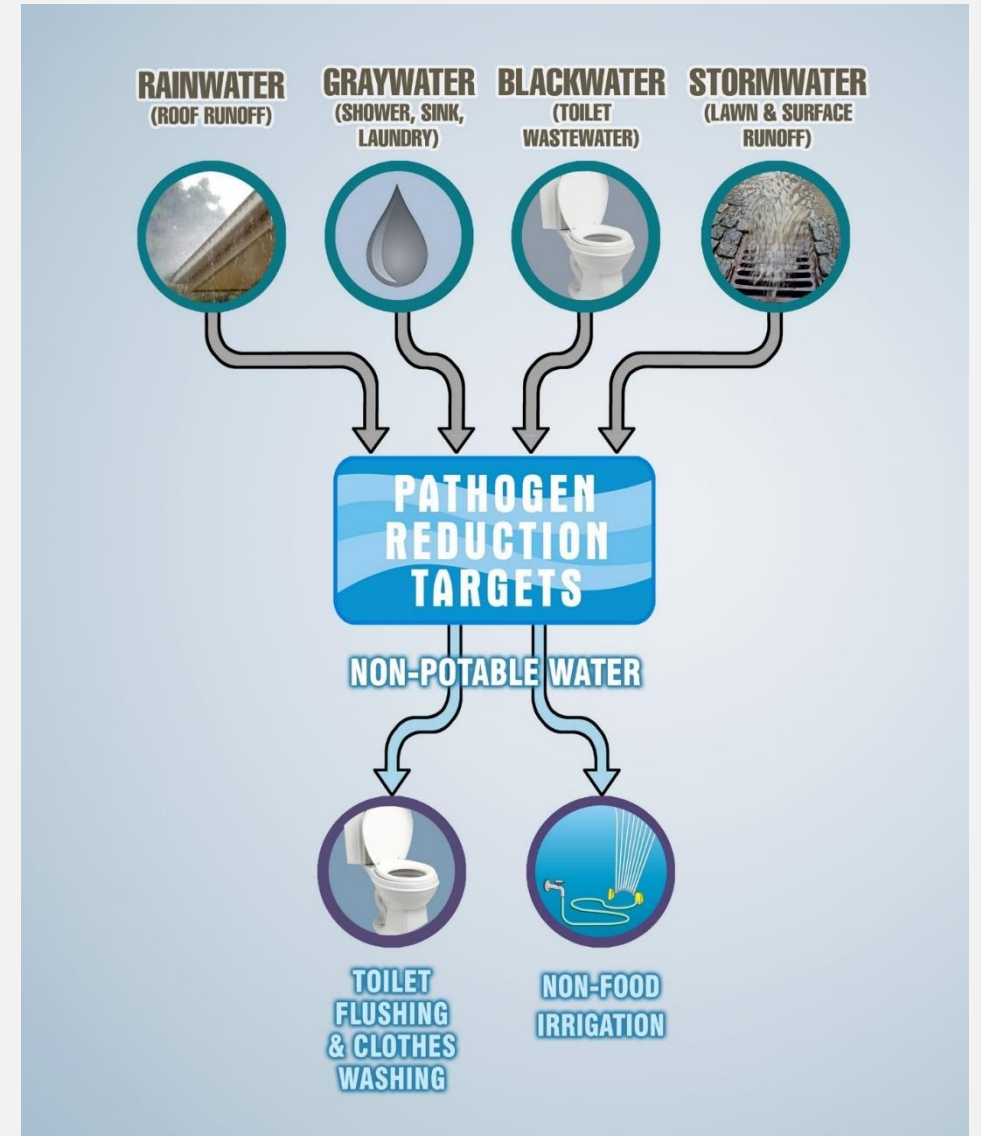 RAINWATER
(ROOF RUNOFF)
GRAYWATER
(SHOWER, SINK,
LAUNDRY)
BLACKWATER
(TOILET
WASTEWATER)
STORMWATER
(LAWN & SURFACE
RUNOFF)
PATHOGEN
REDUCTION
TARGETS
NON-POTABLE WATER
TOILET
FLUSHING
& CLOTHES
WASHING
NON-FOOD
IRRIGATION